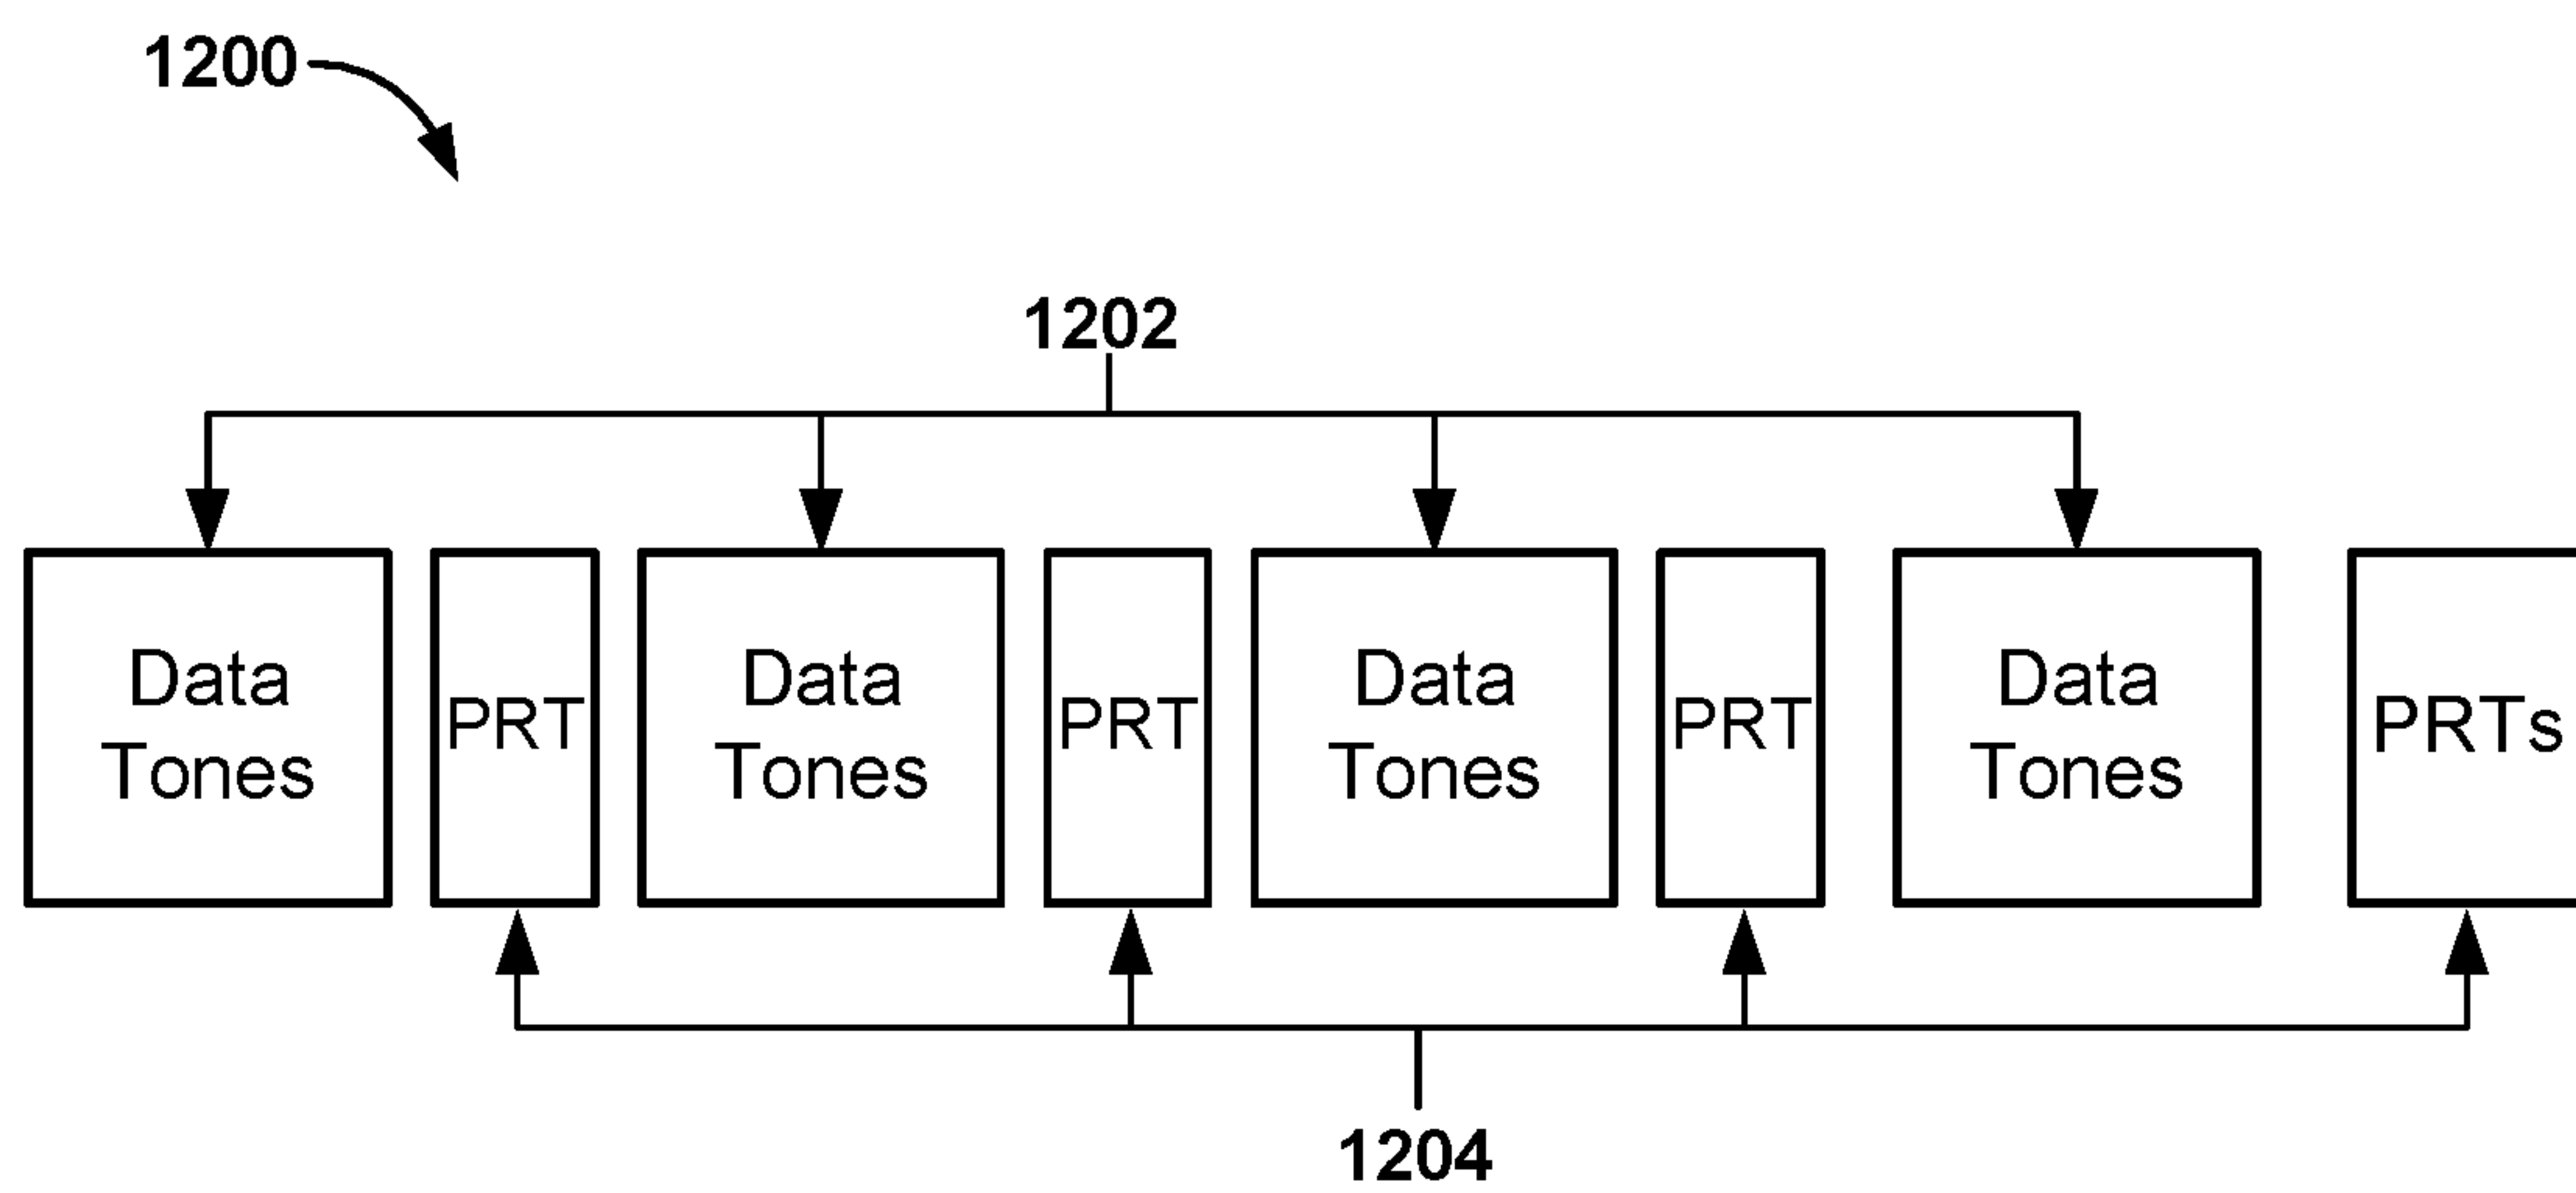 1200
1202
Data Tones
PRT
Data Tones
PRT
Data Tones
PRT
Data Tones
PRTs
1204